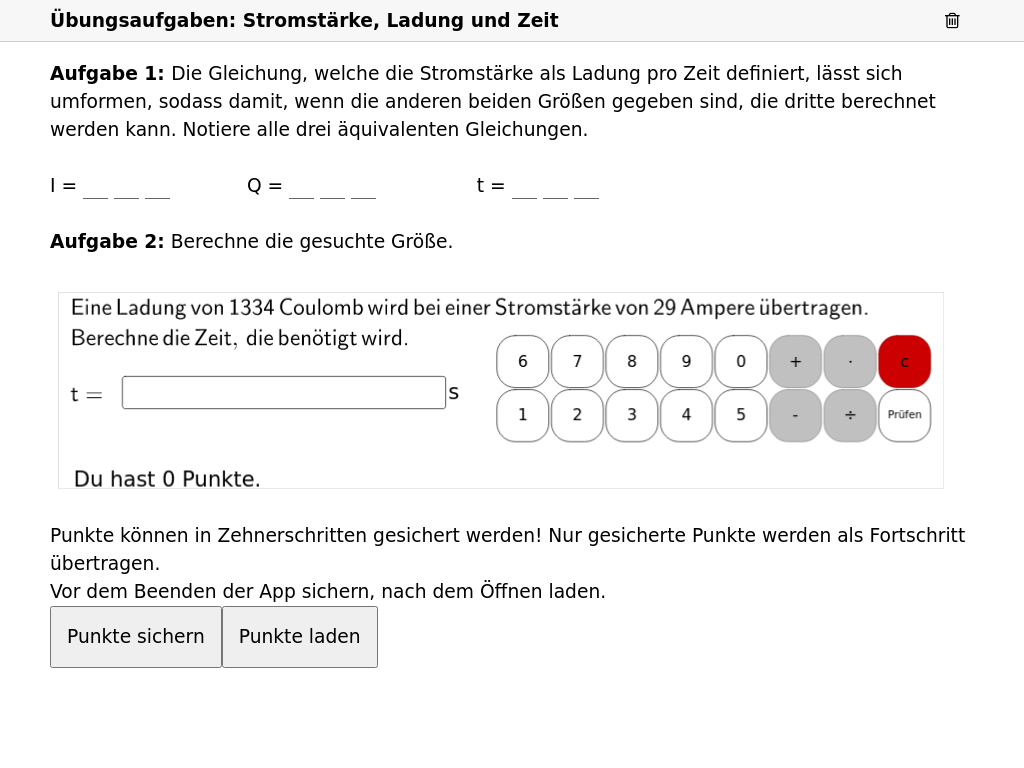 Übungsaufgaben: Stromstärke, Ladung und Zeit
Aufgabe 1: Die Gleichung, welche die Stromstärke als Ladung pro Zeit definiert, lässt sich
umformen, sodass damit, wenn die anderen beiden Größen gegeben sind, die dritte berechnet
werden kann. Notiere alle drei äquivalenten Gleichungen.
I = __ __ __ Q = __ __ __ t = __ __ __
Aufgabe 2: Berechne die gesuchte Größe.
Eine Ladung von 1334 Coulomb wird bei einer Stromstärke von 29 Ampere übertragen.
Berechne die Zeit, die benötigt wird.
6 7 8 9 0 + · c
t = s
1 2 3 4 5 - ÷ Prüfen
Du hast 0 Punkte.
Punkte können in Zehnerschritten gesichert werden! Nur gesicherte Punkte werden als Fortschritt
übertragen.
Vor dem Beenden der App sichern, nach dem Öffnen laden.
Punkte sichern Punkte laden